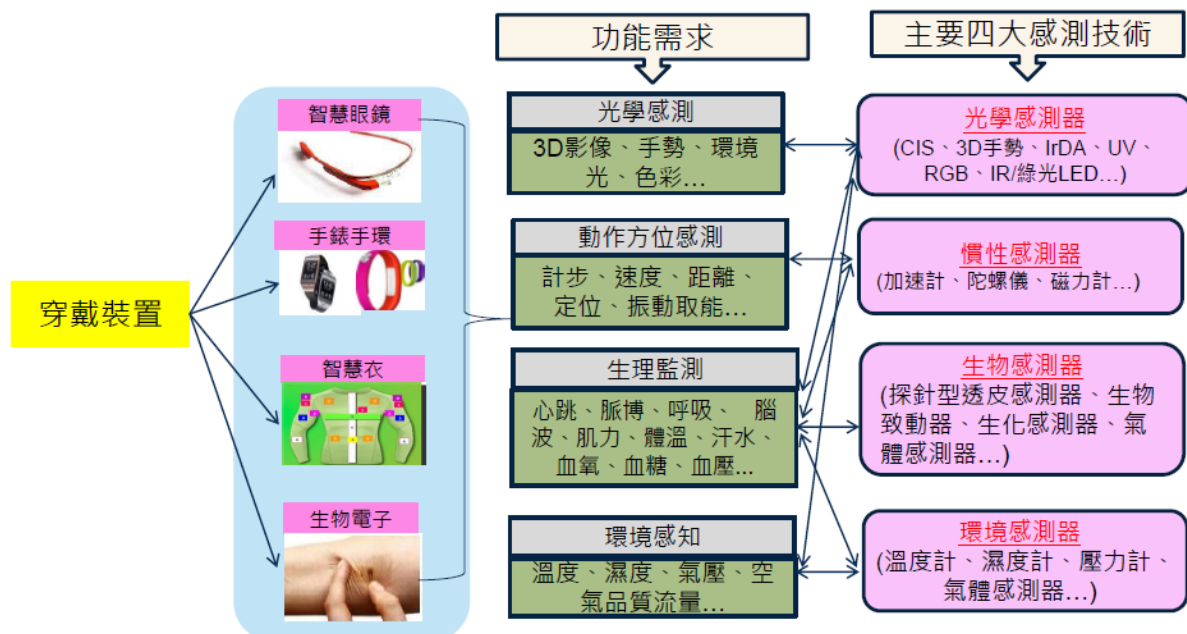 功能需求
主要四大感測技術
穿戴裝置
智慧眼鏡
手錶手環
智慧衣
生物電子
光學感測
3D影像、手勢、環境
光、色彩...
動作方位感測
計步、速度、距離、
定位、振動取能...
生理監測
心跳、脈博、呼吸、 腦
波、肌力、體溫、汗水、
血氧、血糖、血壓...
環境感知
溫度、濕度、氣壓、空
氣品質流量...
光學感測器
(CIS、3D手勢、IrDA、UV、
RGB、IR/綠光LED...)
慣性感測器
(加速計、陀螺儀、磁力計...)
生物感測器
(探針型透皮感測器、生物
致動器、生化感測器、氣
體感測器...)
環境感測器
(溫度計、濕度計、壓力計、
氣體感測器...)